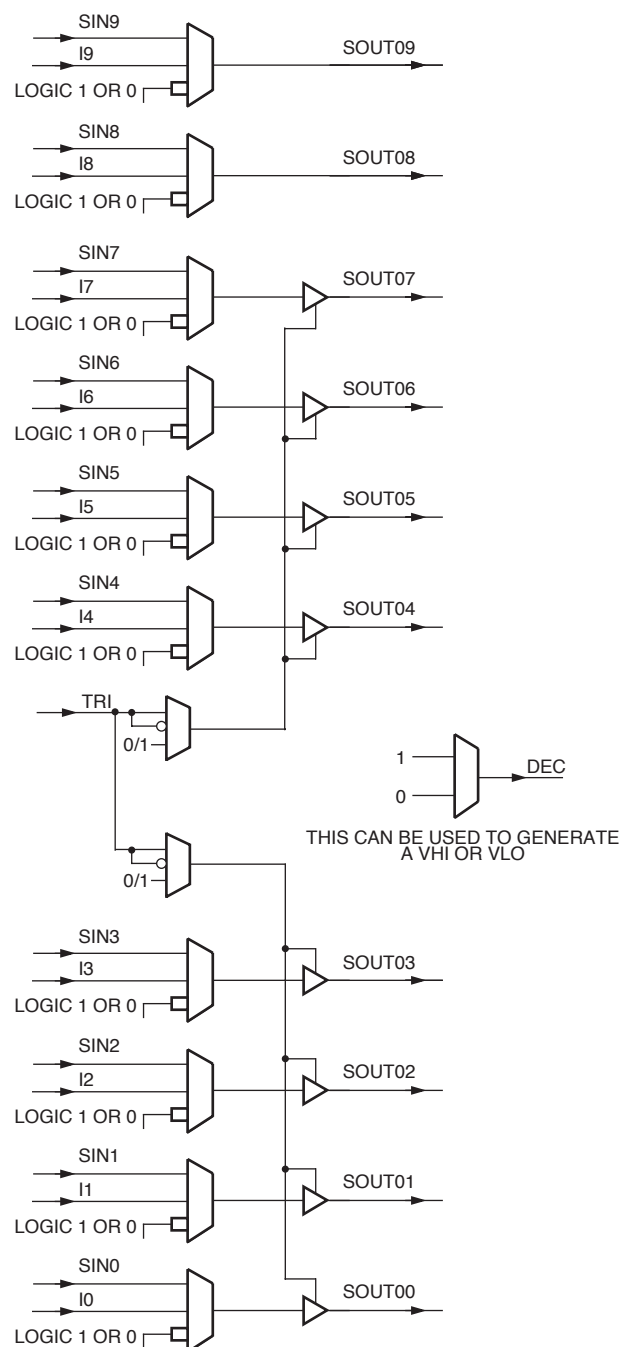 SIN9
I9
SOUT09
LOGIC 1 OR 0
SIN8
I8
SOUT08
LOGIC 1 OR 0
SIN7
I7
SOUT07
LOGIC 1 OR 0
SIN6
I6
SOUT06
LOGIC 1 OR 0
SIN5
I5
SOUT05
LOGIC 1 OR 0
SIN4
I4
SOUT04
LOGIC 1 OR 0
TRI
0/1
1
0
DEC
THIS CAN BE USED TO GENERATE
A VHI OR VLO
0/1
SIN3
I3
SOUT03
LOGIC 1 OR 0
SIN2
I2
SOUT02
LOGIC 1 OR 0
SIN1
I1
SOUT01
LOGIC 1 OR 0
SIN0
I0
SOUT00
LOGIC 1 OR 0